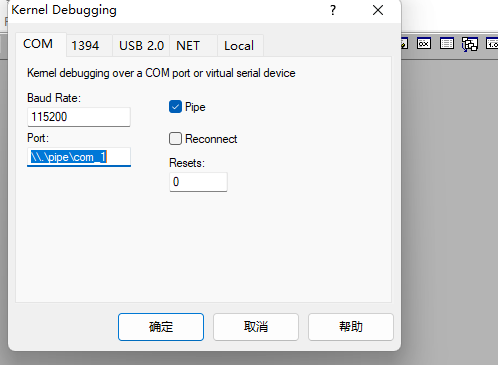 Kernel Debugging
?
COM 1394 USB 2.0 NET Local
Kernel debugging over a COM port or virtual serial device
Baud Rate:
115200
Pipe
Port:
\\.\pipe\com_1
Reconnect
Resets:
0
确定 取消 帮助